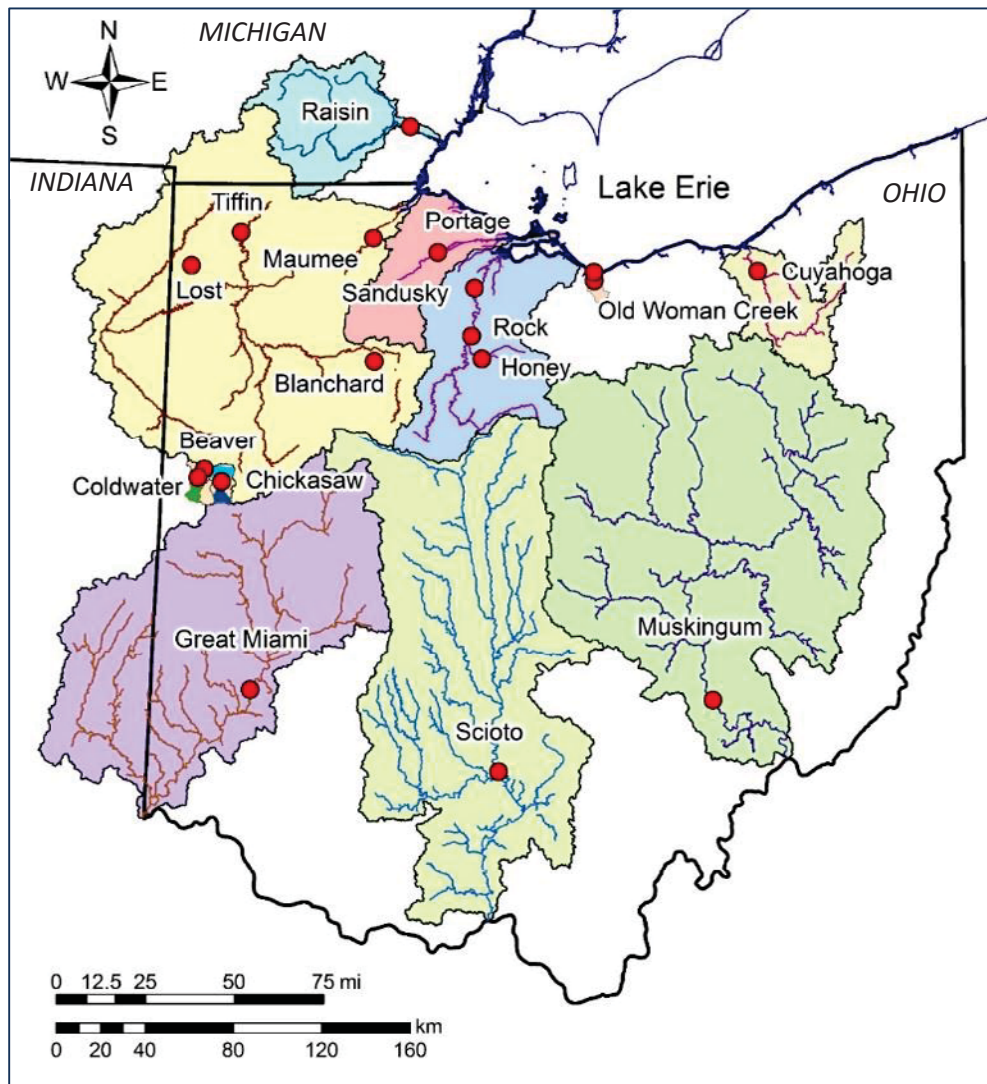 MICHIGAN
N
W E
S
Raisin
INDIANA
Lake Erie
OHIO
Tiffin
Portage
Maumee
Lost
Sandusky
Cuyahoga
Old Woman Creek
Rock
Honey
Blanchard
Beaver
Coldwater
Chickasaw
Great Miami
Muskingum
Scioto
0 12.5 25 50 75 mi
km
0 20 40 80 120 160